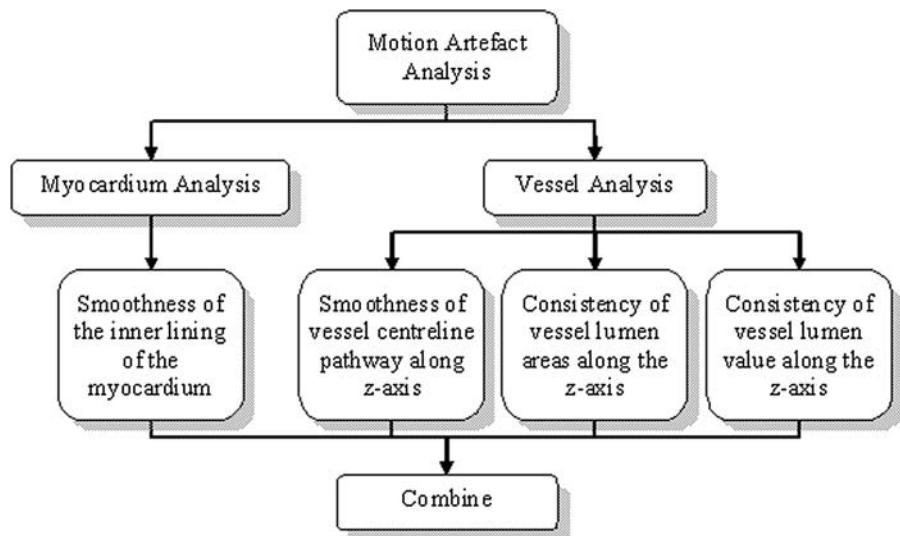 Motion Artefact
Analysis
Myocardium Analysis
Vessel Analysis
Smoothness of
the inner lining
of the
myocardium
Smoothness of
vessel centreline
pathway along
z-axis
Consistency of
vessel lumen
areas along the
z-axis
Consistency of
vessel lumen
value along the
z-axis
Combine